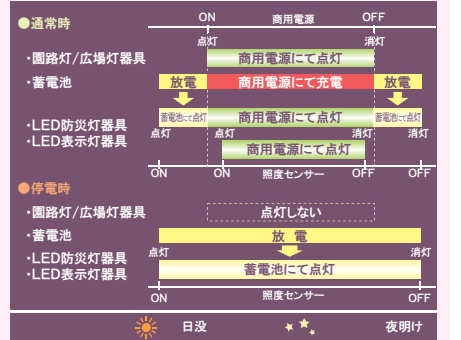 ON 商用電源 OFF
●通常時
点灯 消灯
・園路灯/広場灯器具 商用電源にて点灯
・蓄電池 放電 商用電源にて充電 放電
蓄電池にて点灯 商用電源にて点灯 蓄電池にて点灯
・LED防災灯器具 点灯 点灯 消灯 消灯
・LED表示灯器具 商用電源にて点灯
ON ON 照度センサー OFF OFF
●停電時
・園路灯/広場灯器具 点灯しない
・蓄電池 放 電
点灯 消灯
・LED防災灯器具
・LED表示灯器具 蓄電池にて点灯
ON 照度センサー OFF
日没 夜明け